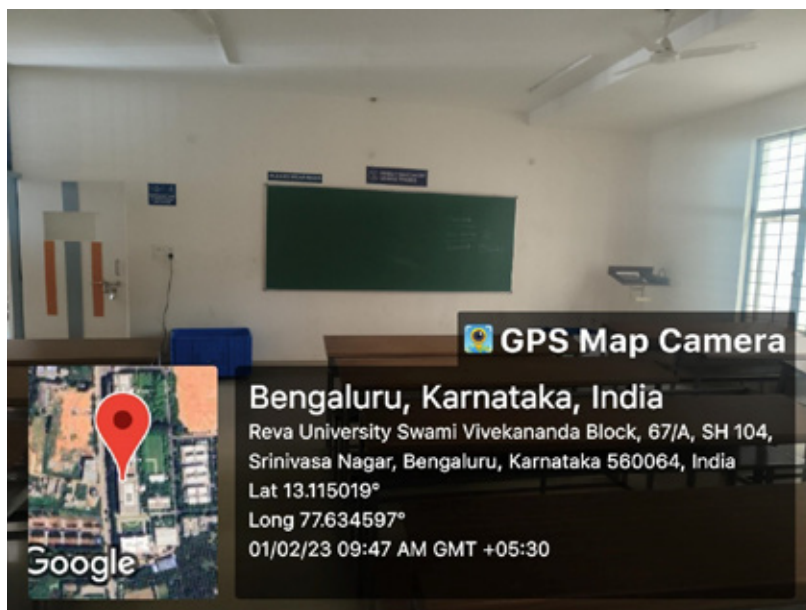 GPS Map Camera
Bengaluru, Karnataka, India
Reva University Swami Vivekananda Block, 67/A, SH 104,
Srinivasa Nagar, Bengaluru, Karnataka 560064, India
Lat 13.115019°
Long 77.634597°
01/02/23 09:47 AM GMT +05:30
Google